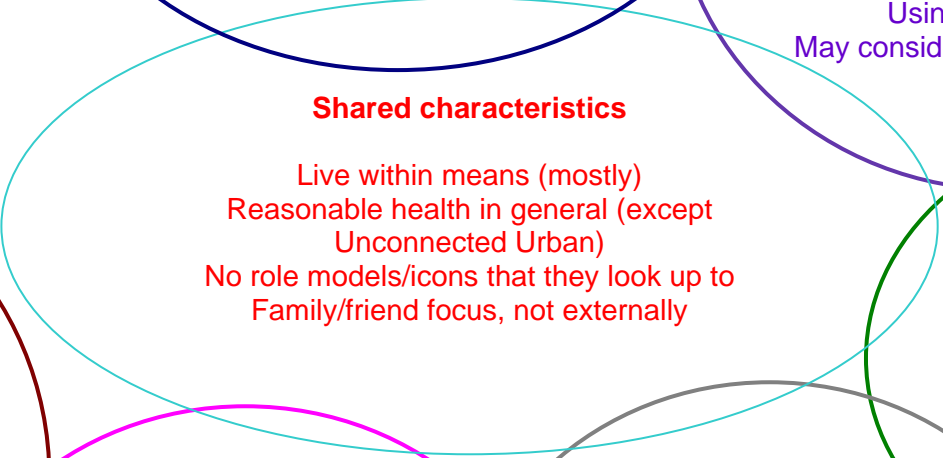 Usin
May consid
Shared characteristics
Live within means (mostly)
Reasonable health in general (except
Unconnected Urban)
No role models/icons that they look up to
Family/friend focus, not externally